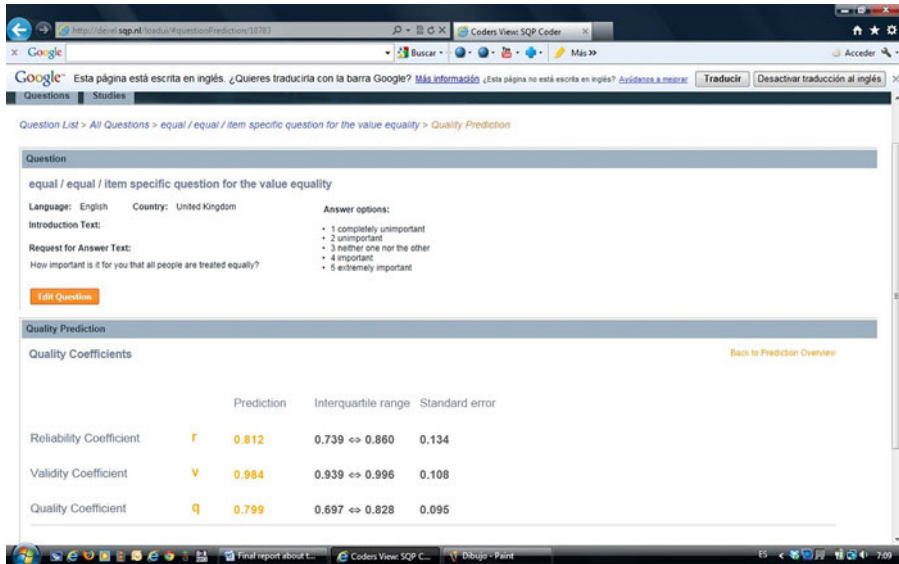 http://devel.sqp.nl/loadui/#questionPrediction/10783
Coders View: SQP Coder
x Google
Buscar
Más »
Acceder
Google Esta página está escrita en inglés. ¿Quieres traducirla con la barra Google? Más información ¿Esta página no está escrita en inglés? Ayúdanos a mejorar Traducir Desactivar traducción al inglés
Questions Studies
Question List > All Questions > equal / equal / item specific question for the value equality > Quality Prediction
Question
equal / equal / item specific question for the value equality
Language: English Country: United Kingdom
Introduction Text:
Request for Answer Text:
How important is it for you that all people are treated equally?
Answer options:
• 1 completely unimportant
• 2 unimportant
• 3 neither one nor the other
• 4 important
• 5 extremely important
Edit Question
Quality Prediction
Quality Coefficients
Back to Prediction Overview
Prediction Interquartile range Standard error
Reliability Coefficient r 0.812 0.739 <=> 0.860 0.134
Validity Coefficient v 0.984 0.939 <=> 0.996 0.108
Quality Coefficient q 0.799 0.697 <=> 0.828 0.095
Final report about t... Coders View: SQP C... Dibujo - Paint ES 7:09